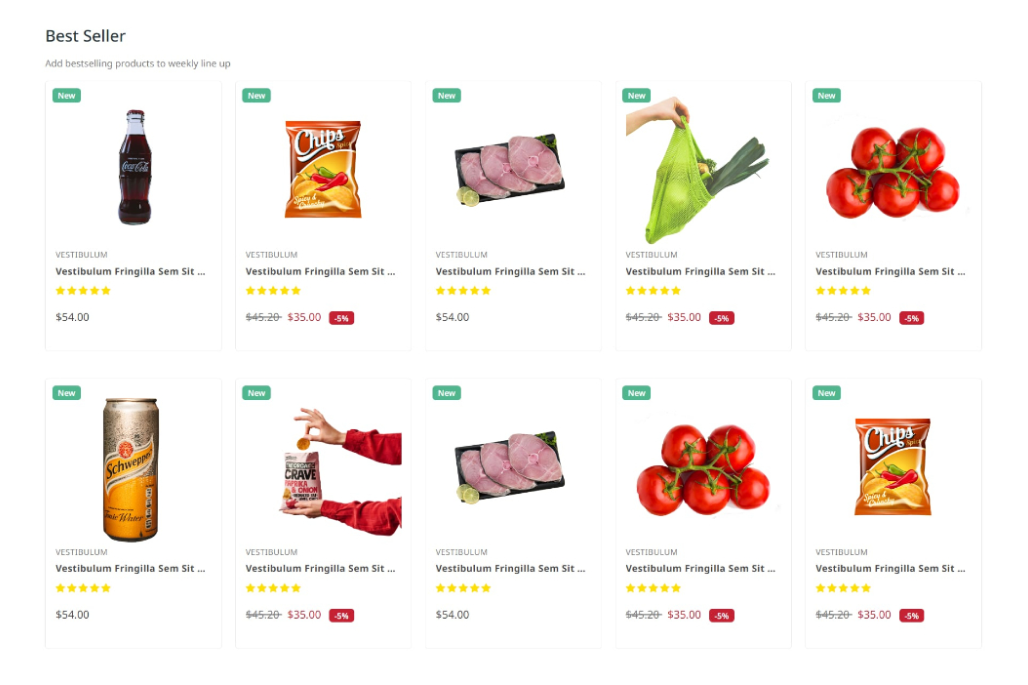 Best Seller
Add bestselling products to weekly line up
New
New
New
New
New
Coca-Cola
Chips
Spicy
Spicy & Crunchy
VESTIBULUM
VESTIBULUM
VESTIBULUM
VESTIBULUM
VESTIBULUM
Vestibulum Fringilla Sem Sit ...
Vestibulum Fringilla Sem Sit ...
Vestibulum Fringilla Sem Sit ...
Vestibulum Fringilla Sem Sit ...
Vestibulum Fringilla Sem Sit ...
$54.00
$45.20 $35.00 -5%
$54.00
$45.20 $35.00 -5%
$45.20 $35.00 -5%
New
New
New
New
New
Schweppes
Tonic Water
CRAVE
PAPRIKA
& ONION
Chips
Spicy
Spicy & Crunchy
VESTIBULUM
VESTIBULUM
VESTIBULUM
VESTIBULUM
VESTIBULUM
Vestibulum Fringilla Sem Sit ...
Vestibulum Fringilla Sem Sit ...
Vestibulum Fringilla Sem Sit ...
Vestibulum Fringilla Sem Sit ...
Vestibulum Fringilla Sem Sit ...
$54.00
$45.20 $35.00 -5%
$54.00
$45.20 $35.00 -5%
$45.20 $35.00 -5%